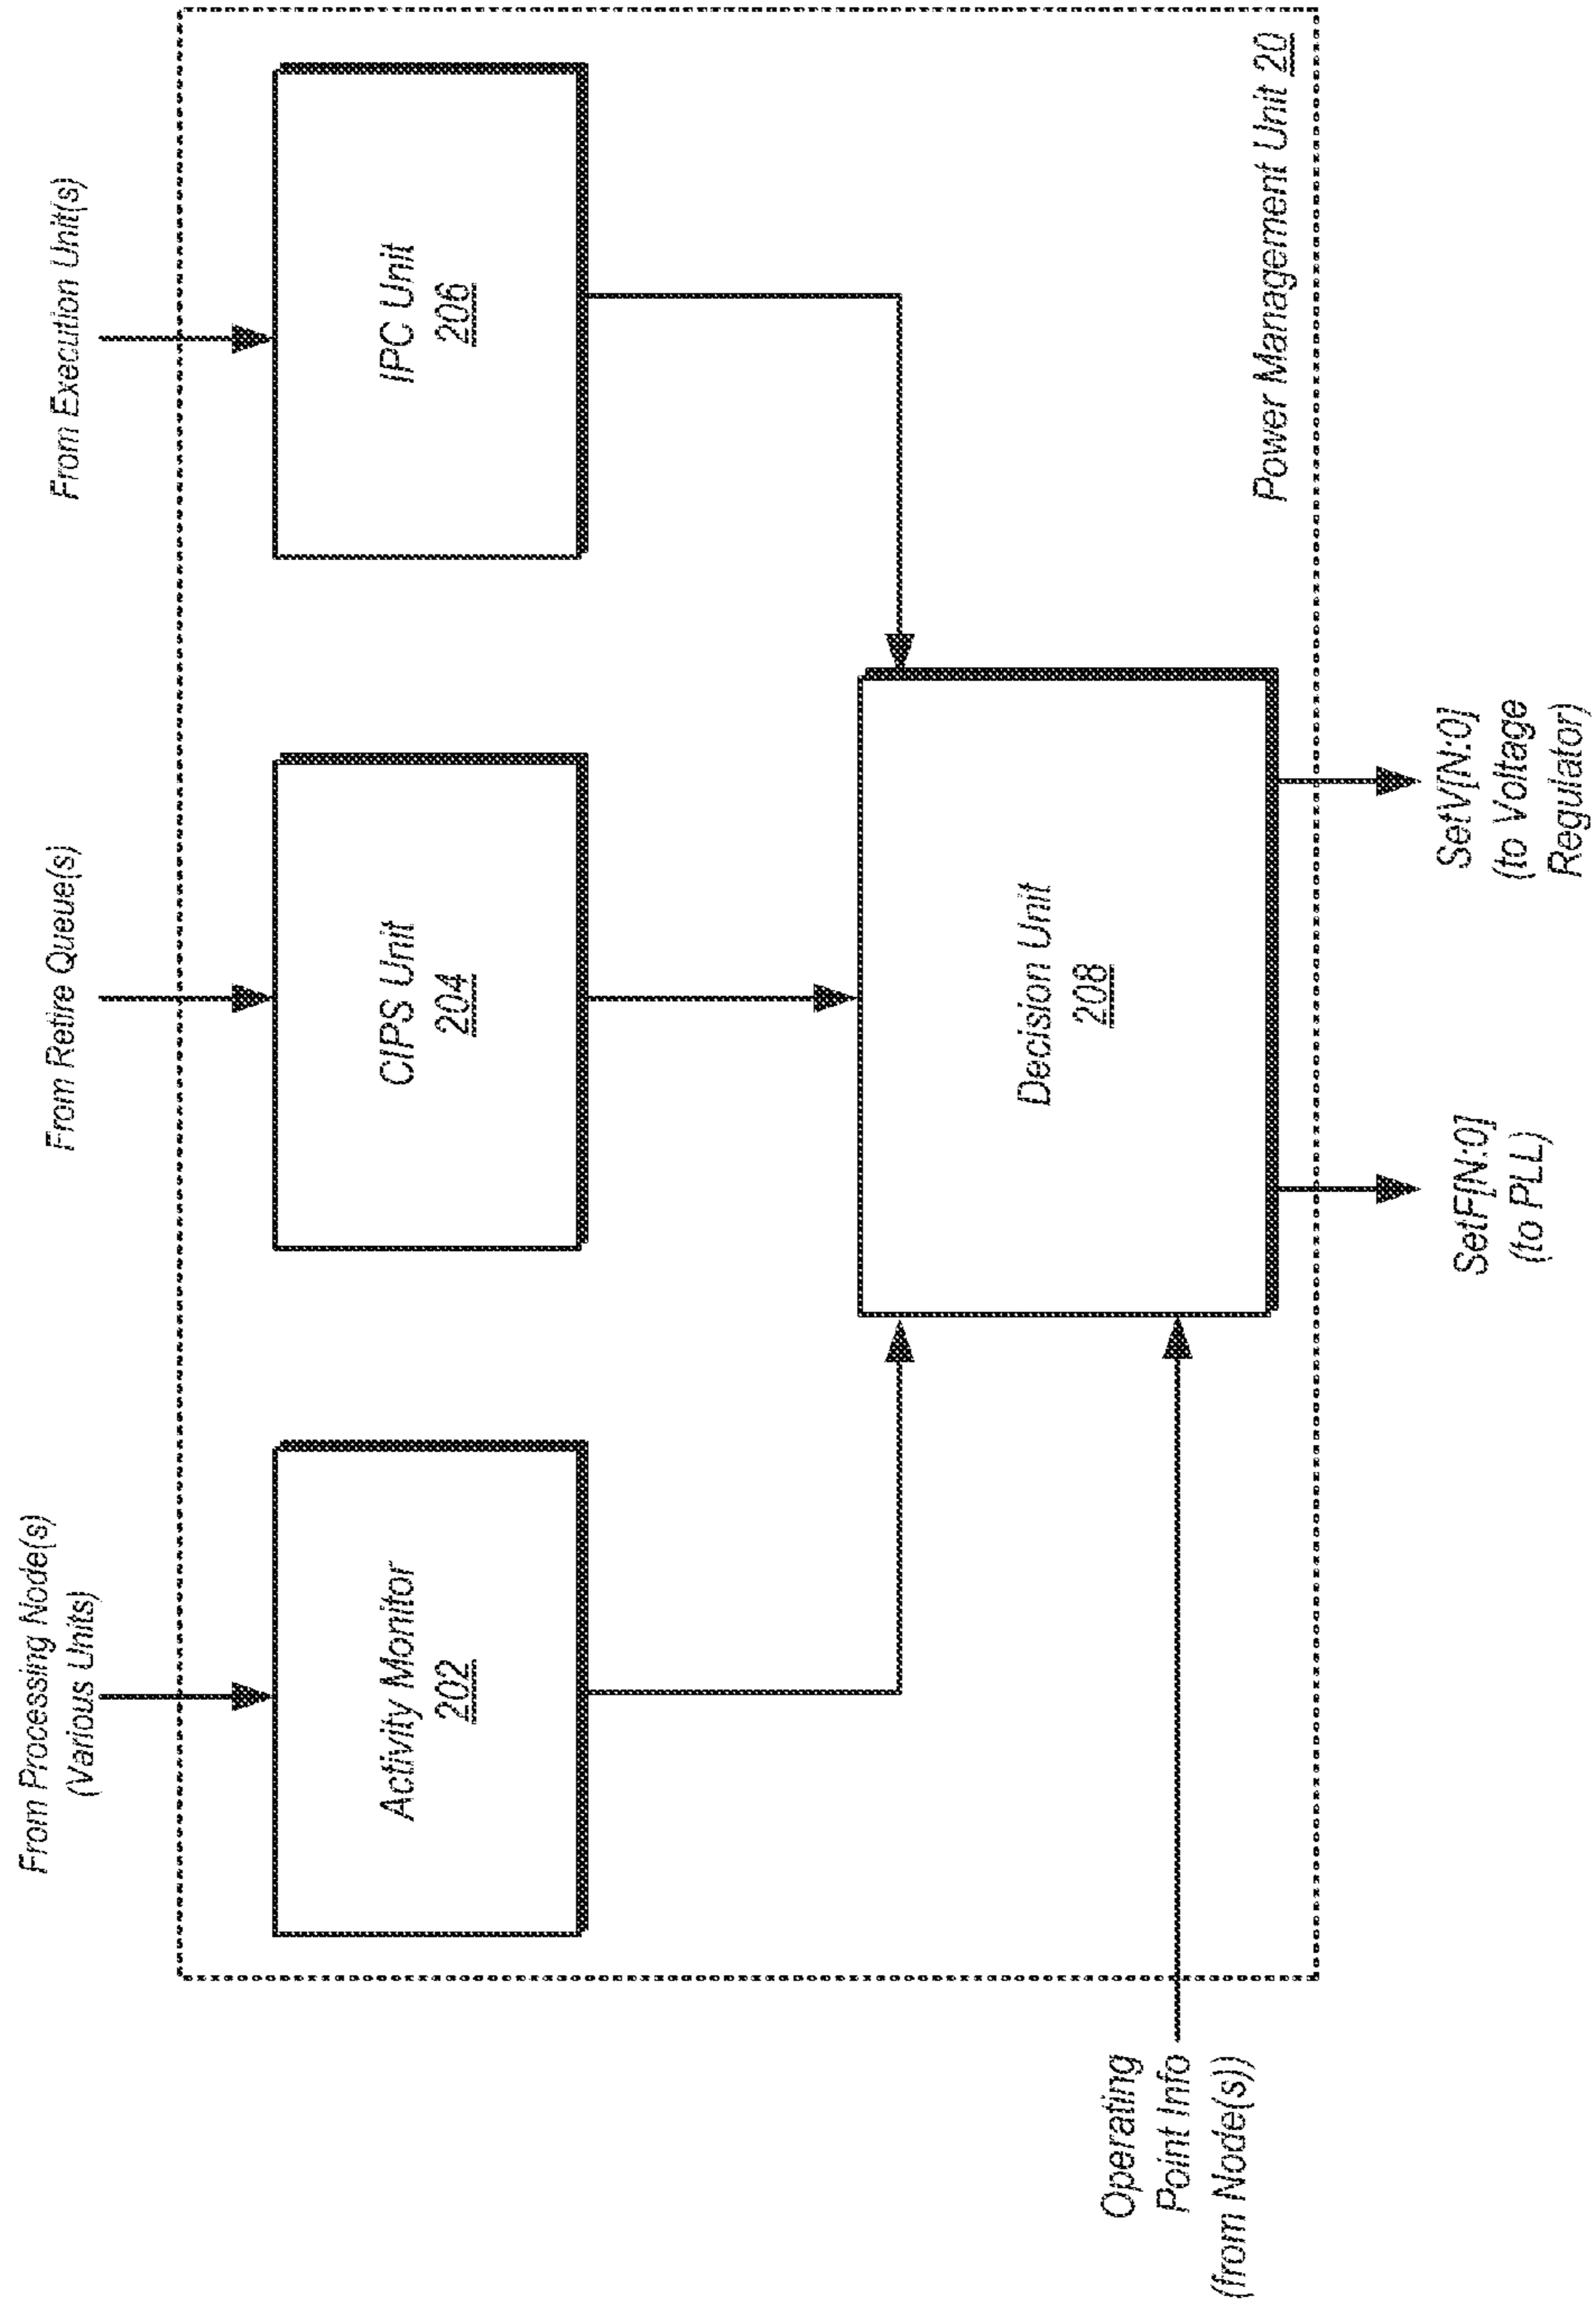 From Processing Node(s)
(Various Units)
From Retire Queue(s)
From Execution Unit(s)
Activity Monitor
202
CIPS Unit
204
IPC Unit
206
Decision Unit
208
Operating
Point Info
(from Node(s))
Power Management Unit 20
SetF[N:0]
(to PLL)
SetV[N:0]
(to Voltage
Regulator)